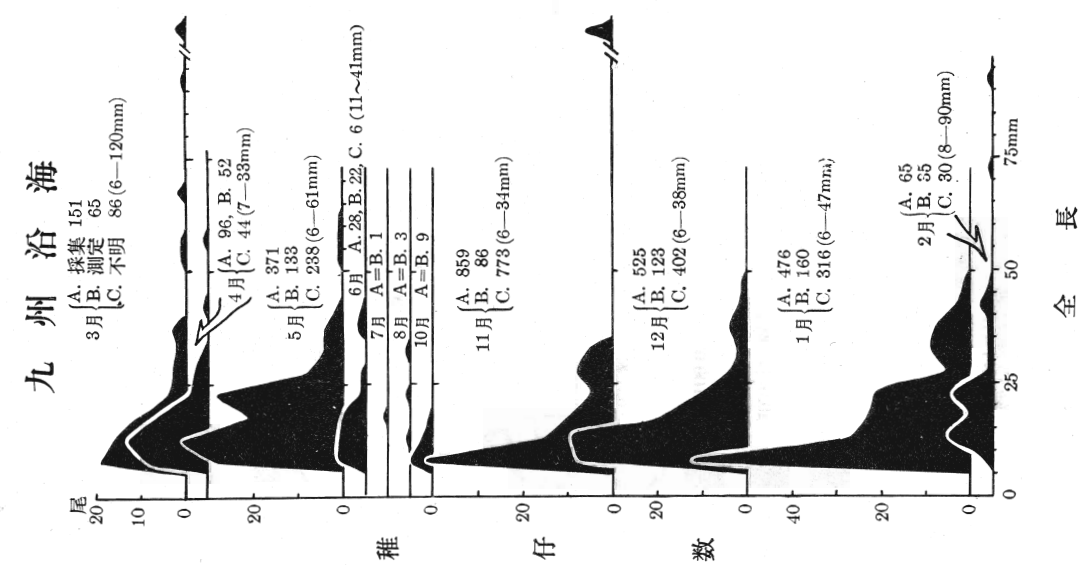 九州沿海
3月 A. 採集 151
B. 測定 65
C. 不明 86 (6—120mm)
4月 A. 96, B. 52
C. 44 (7—33mm)
5月 A. 371
B. 133
C. 238 (6—61mm)
6月 A. 28, B. 22, C. 6 (11~41mm)
7月 A=B. 1
8月 A=B. 3
10月 A=B. 9
11月 A. 859
B. 86
C. 773 (6—34mm)
12月 A. 525
B. 123
C. 402 (6—38mm)
1月 A. 476
B. 160
C. 316 (6—47mm)
2月 A. 65
B. 35
C. 30 (8—90mm)
尾
20
10
0
20
0
0
20
0
20
0
40
20
0
稚仔数
0
25
50
75mm
全長